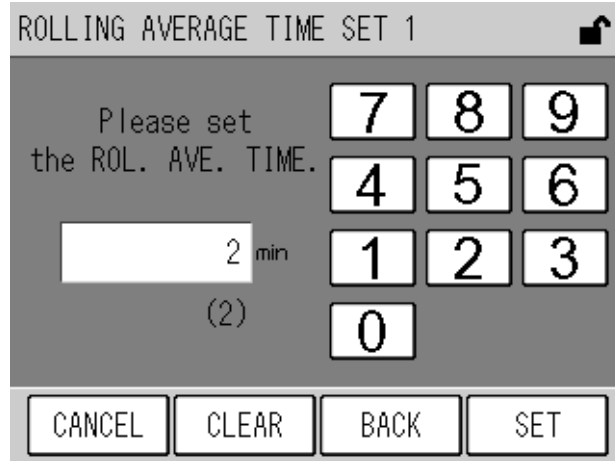 ROLLING AVERAGE TIME SET 1
Please set
the ROL. AVE. TIME.
2 min
(2)
7 8 9
4 5 6
1 2 3
0
CANCEL CLEAR BACK SET